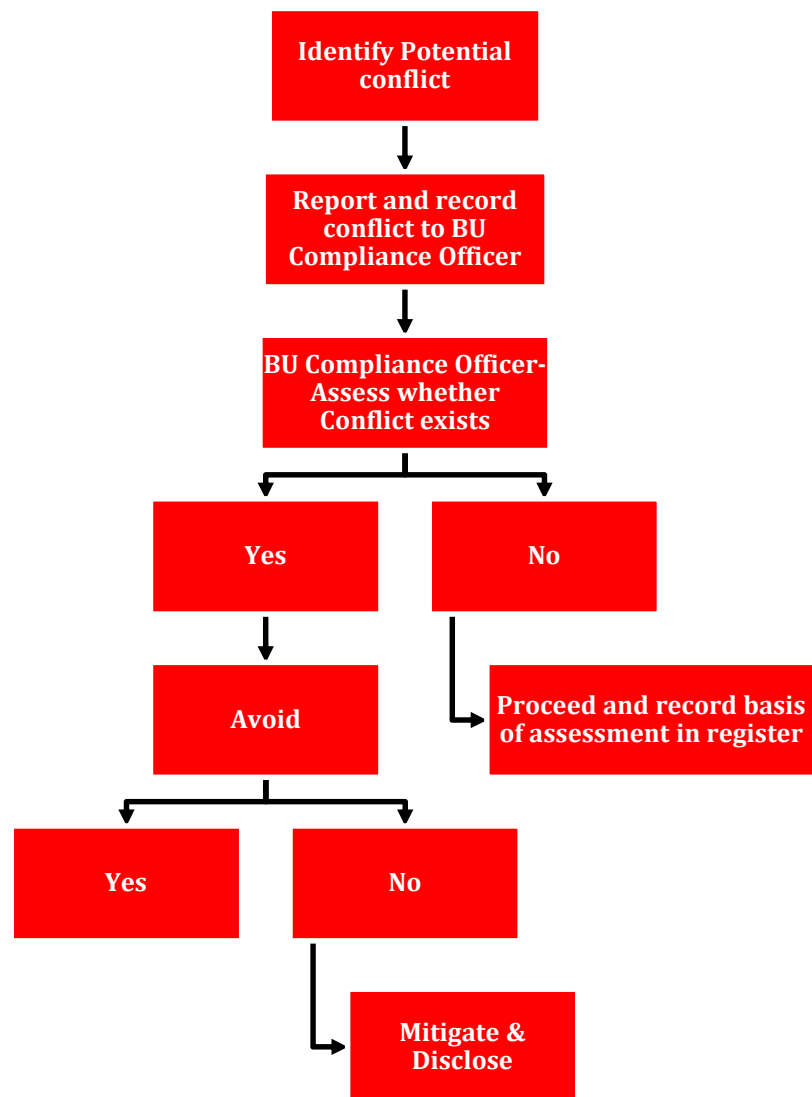 Identify Potential
conflict
Report and record
conflict to BU
Compliance Officer
BU Compliance Officer-
Assess whether
Conflict exists
Yes
No
Avoid
Proceed and record basis
of assessment in register
Yes
No
Mitigate &
Disclose